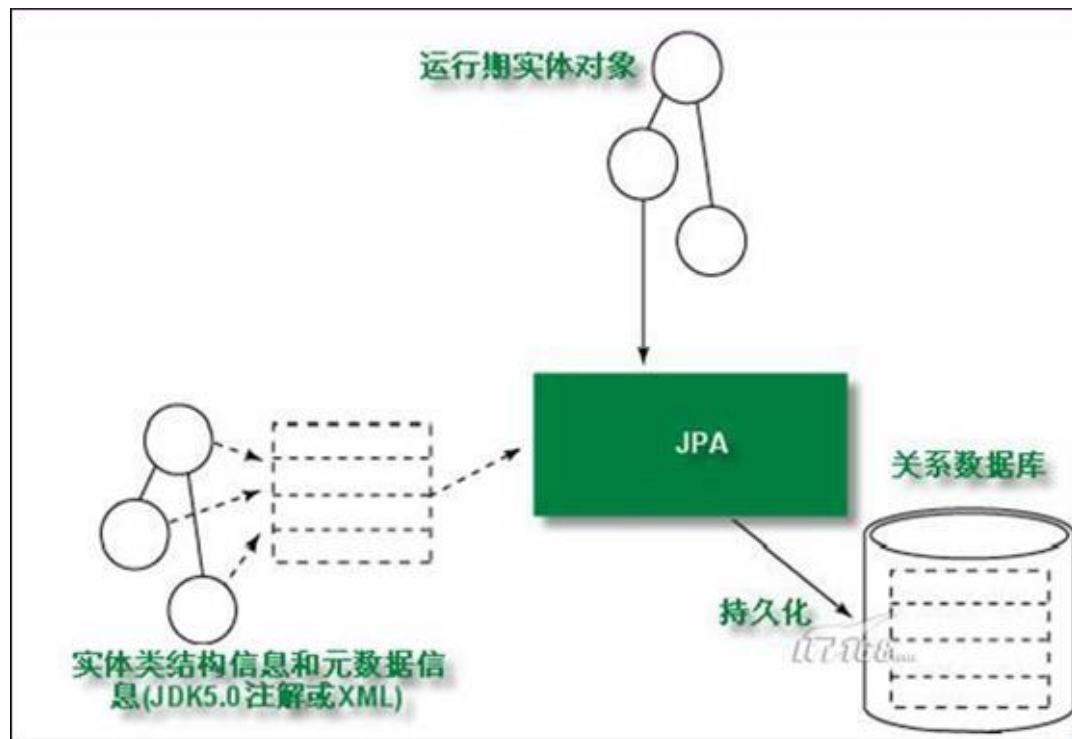 运行期实体对象
JPA
关系数据库
持久化
实体类结构信息和元数据信
息(JDK5.0 注解或XML)